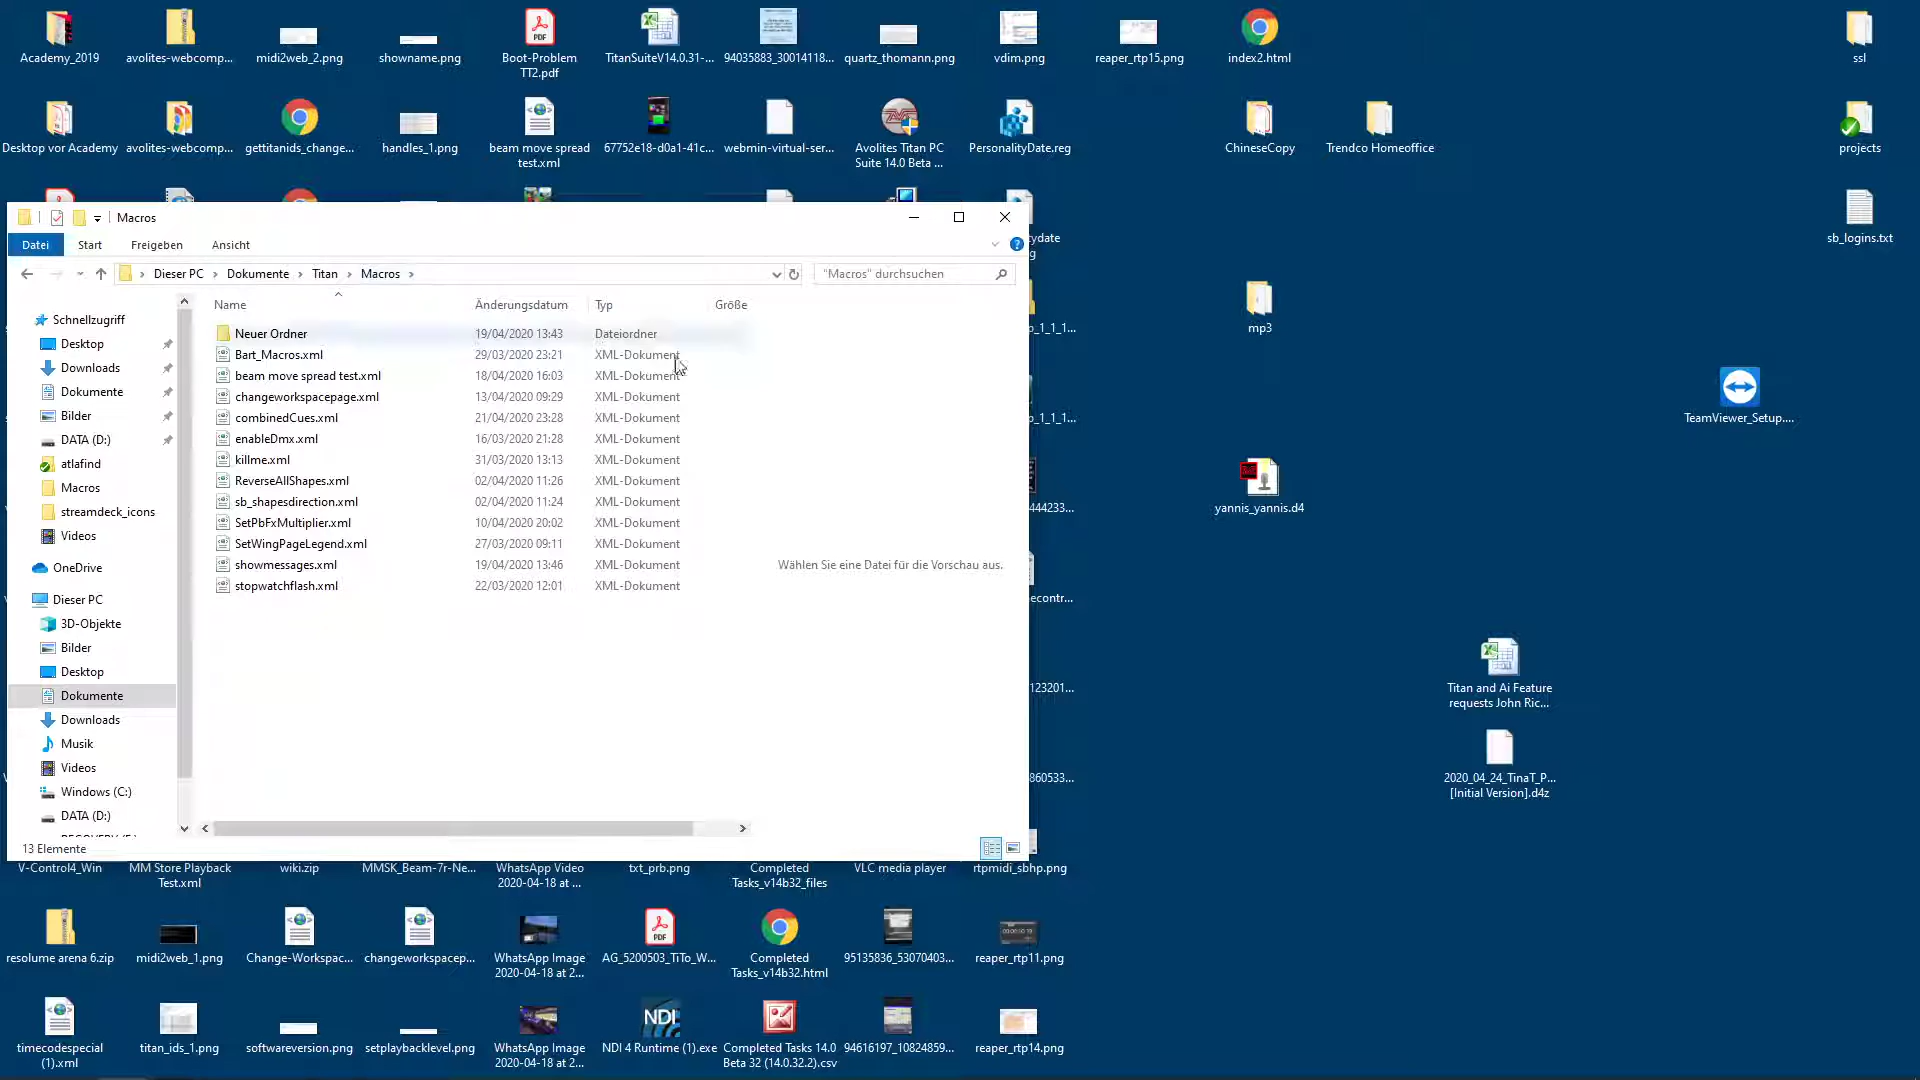 Academy_2019
avolites-webcomp...
midi2web_2.png
showname.png
Boot-Problem
TT2.pdf
TitanSuiteV14.0.31-...
94035883_30014118...
quartz_thomann.png
vdim.png
reaper_rtp15.png
index2.html
ssl
Desktop vor Academy
avolites-webcomp...
gettitanids_change...
handles_1.png
beam move spread
test.xml
67752e18-d0a1-41c...
webmin-virtual-ser...
Avolites Titan PC
Suite 14.0 Beta ...
PersonalityDate.reg
ChineseCopy
Trendco Homeoffice
projects
sb_logins.txt
Macros
Datei
Start
Freigeben
Ansicht
Dieser PC
Dokumente
Titan
Macros
"Macros" durchsuchen
Name
Änderungsdatum
Typ
Größe
Neuer Ordner 19/04/2020 13:43 Dateiordner
Bart_Macros.xml 29/03/2020 23:21 XML-Dokument
beam move spread test.xml 18/04/2020 16:03 XML-Dokument
changeworkspacepage.xml 13/04/2020 09:29 XML-Dokument
combinedCues.xml 21/04/2020 23:28 XML-Dokument
enableDmx.xml 16/03/2020 21:28 XML-Dokument
killme.xml 31/03/2020 13:13 XML-Dokument
ReverseAllShapes.xml 02/04/2020 11:26 XML-Dokument
sb_shapesdirection.xml 02/04/2020 11:24 XML-Dokument
SetPbFxMultiplier.xml 10/04/2020 20:02 XML-Dokument
SetWingPageLegend.xml 27/03/2020 09:11 XML-Dokument
showmessages.xml 19/04/2020 13:46 XML-Dokument
stopwatchflash.xml 22/03/2020 12:01 XML-Dokument
Wählen Sie eine Datei für die Vorschau aus.
Schnellzugriff
Desktop
Downloads
Dokumente
Bilder
DATA (D:)
atlafind
Macros
streamdeck_icons
Videos
OneDrive
Dieser PC
3D-Objekte
Bilder
Desktop
Dokumente
Downloads
Musik
Videos
Windows (C:)
DATA (D:)
13 Elemente
ydate
_1_1_1...
mp3
_1_1_1...
TeamViewer_Setup....
444233...
yannis_yannis.d4
econtr...
123201...
Titan and Ai Feature
requests John Ric...
860533...
2020_04_24_TinaT_P...
[Initial Version].d4z
V-Control4_Win
MM Store Playback
Test.xml
wiki.zip
MMSK_Beam-7r-Ne...
WhatsApp Video
2020-04-18 at ...
txt_prb.png
Completed
Tasks_v14b32_files
VLC media player
rtpmidi_sbhp.png
resolume arena 6.zip
midi2web_1.png
Change-Workspac...
changeworkspacep...
WhatsApp Image
2020-04-18 at 2...
AG_5200503_TiTo_W...
Completed
Tasks_v14b32.html
95135836_53070403...
reaper_rtp11.png
timecodespecial
(1).xml
titan_ids_1.png
softwareversion.png
setplaybacklevel.png
WhatsApp Image
2020-04-18 at 2...
NDI
NDI 4 Runtime (1).exe
Completed Tasks 14.0
Beta 32 (14.0.32.2).csv
94616197_10824859...
reaper_rtp14.png